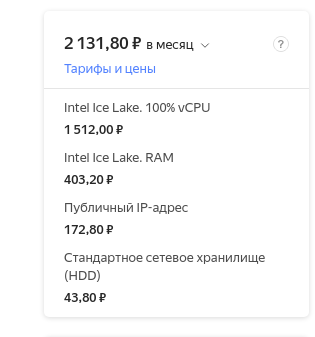 2 131,80 ₽ в месяц
?
Тарифы и цены
Intel Ice Lake. 100% vCPU
1 512,00 ₽
Intel Ice Lake. RAM
403,20 ₽
Публичный IP-адрес
172,80 ₽
Стандартное сетевое хранилище
(HDD)
43,80 ₽